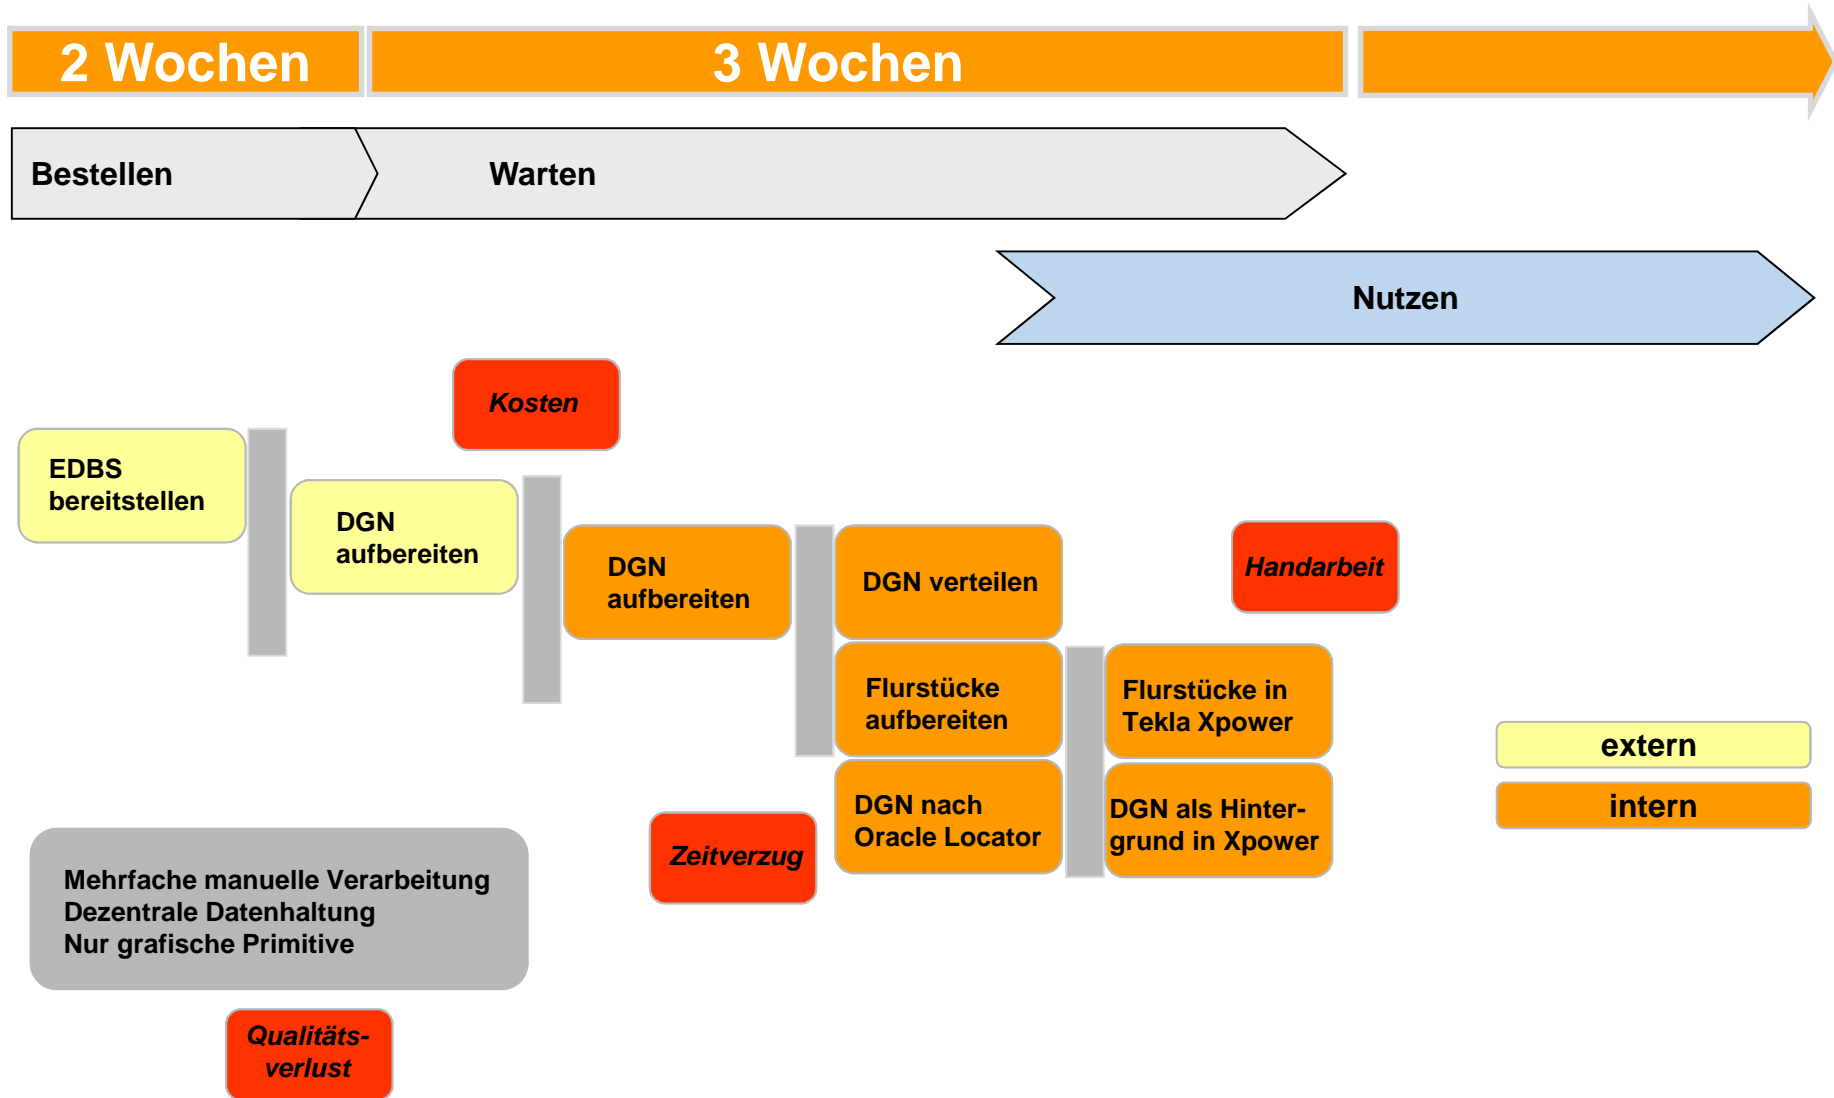 2 Wochen
3 Wochen
Bestellen
Warten
Nutzen
Kosten
EDBS
bereitstellen
DGN
aufbereiten
DGN
aufbereiten
DGN verteilen
Handarbeit
Flurstücke
aufbereiten
Flurstücke in
Tekla Xpower
extern
intern
DGN nach
Oracle Locator
DGN als Hinter-
grund in Xpower
Zeitverzug
Mehrfache manuelle Verarbeitung
Dezentrale Datenhaltung
Nur grafische Primitive
Qualitäts-
verlust